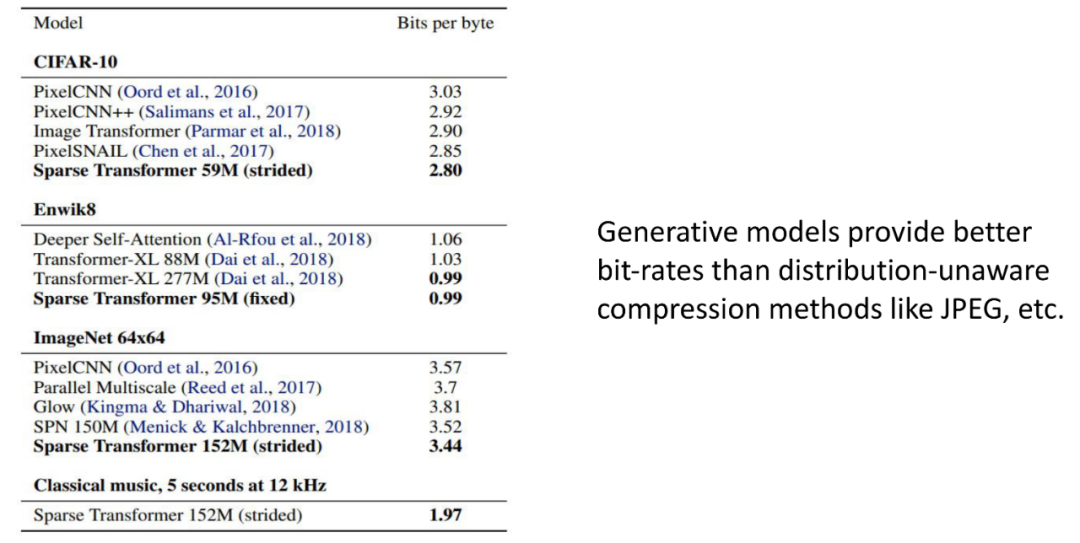 Model Bits per byte
CIFAR-10
PixelCNN (Oord et al., 2016) 3.03
PixelCNN++ (Salimans et al., 2017) 2.92
Image Transformer (Parmar et al., 2018) 2.90
PixelSNAIL (Chen et al., 2017) 2.85
Sparse Transformer 59M (strided) 2.80
Enwik8
Deeper Self-Attention (Al-Rfou et al., 2018) 1.06
Transformer-XL 88M (Dai et al., 2018) 1.03
Transformer-XL 277M (Dai et al., 2018) 0.99
Sparse Transformer 95M (fixed) 0.99
ImageNet 64x64
PixelCNN (Oord et al., 2016) 3.57
Parallel Multiscale (Reed et al., 2017) 3.7
Glow (Kingma & Dhariwal, 2018) 3.81
SPN 150M (Menick & Kalchbrenner, 2018) 3.52
Sparse Transformer 152M (strided) 3.44
Classical music, 5 seconds at 12 kHz
Sparse Transformer 152M (strided) 1.97
Generative models provide better
bit-rates than distribution-unaware
compression methods like JPEG, etc.